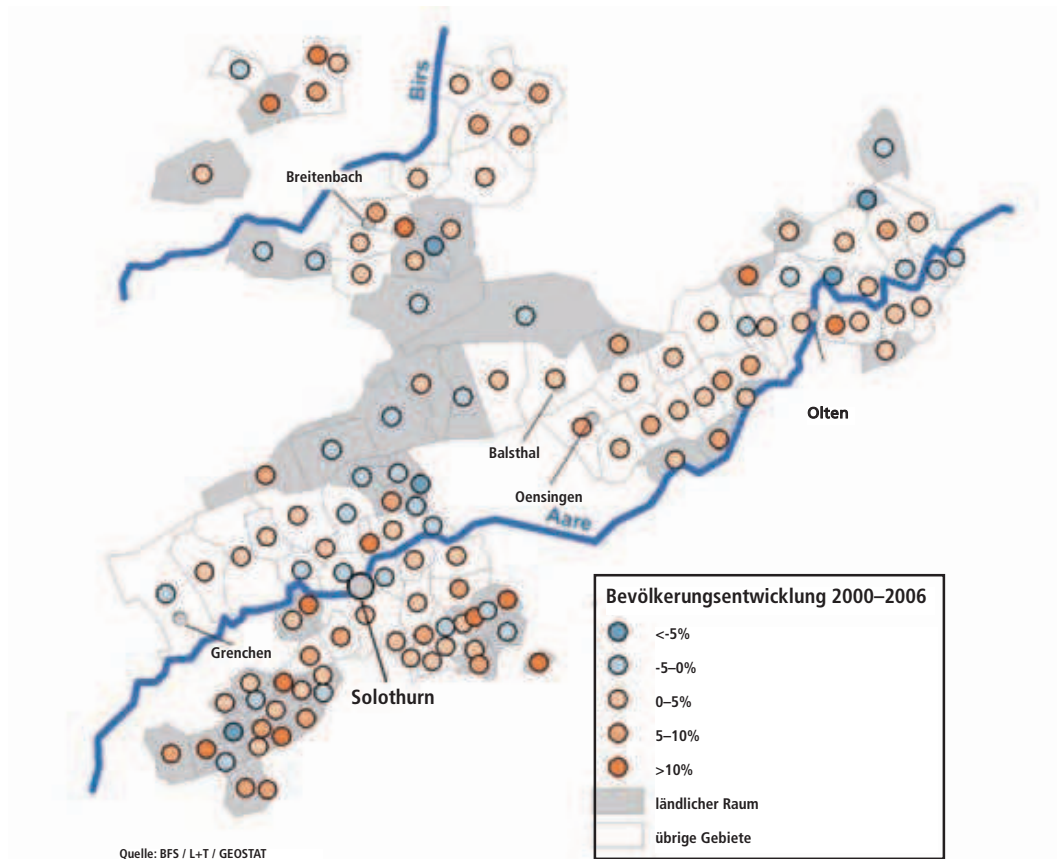 Birs
Breitenbach
Olten
Balsthal
Oensingen
Aare
Grenchen
Solothurn
Bevölkerungsentwicklung 2000–2006
<-5%
-5–0%
0–5%
5–10%
>10%
ländlicher Raum
übrige Gebiete
Quelle: BFS / L+T / GEOSTAT